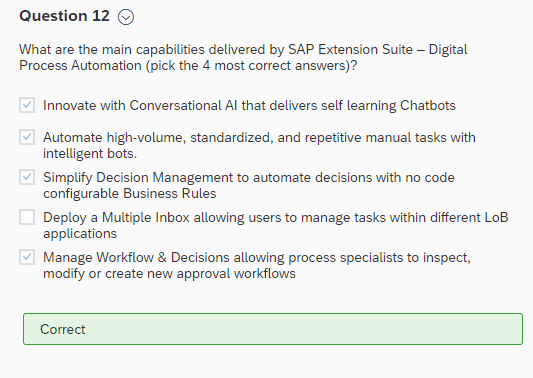 Question 12
What are the main capabilities delivered by SAP Extension Suite – Digital
Process Automation (pick the 4 most correct answers)?
Innovate with Conversational AI that delivers self learning Chatbots
Automate high-volume, standardized, and repetitive manual tasks with
intelligent bots.
Simplify Decision Management to automate decisions with no code
configurable Business Rules
Deploy a Multiple Inbox allowing users to manage tasks within different LoB
applications
Manage Workflow & Decisions allowing process specialists to inspect,
modify or create new approval workflows
Correct